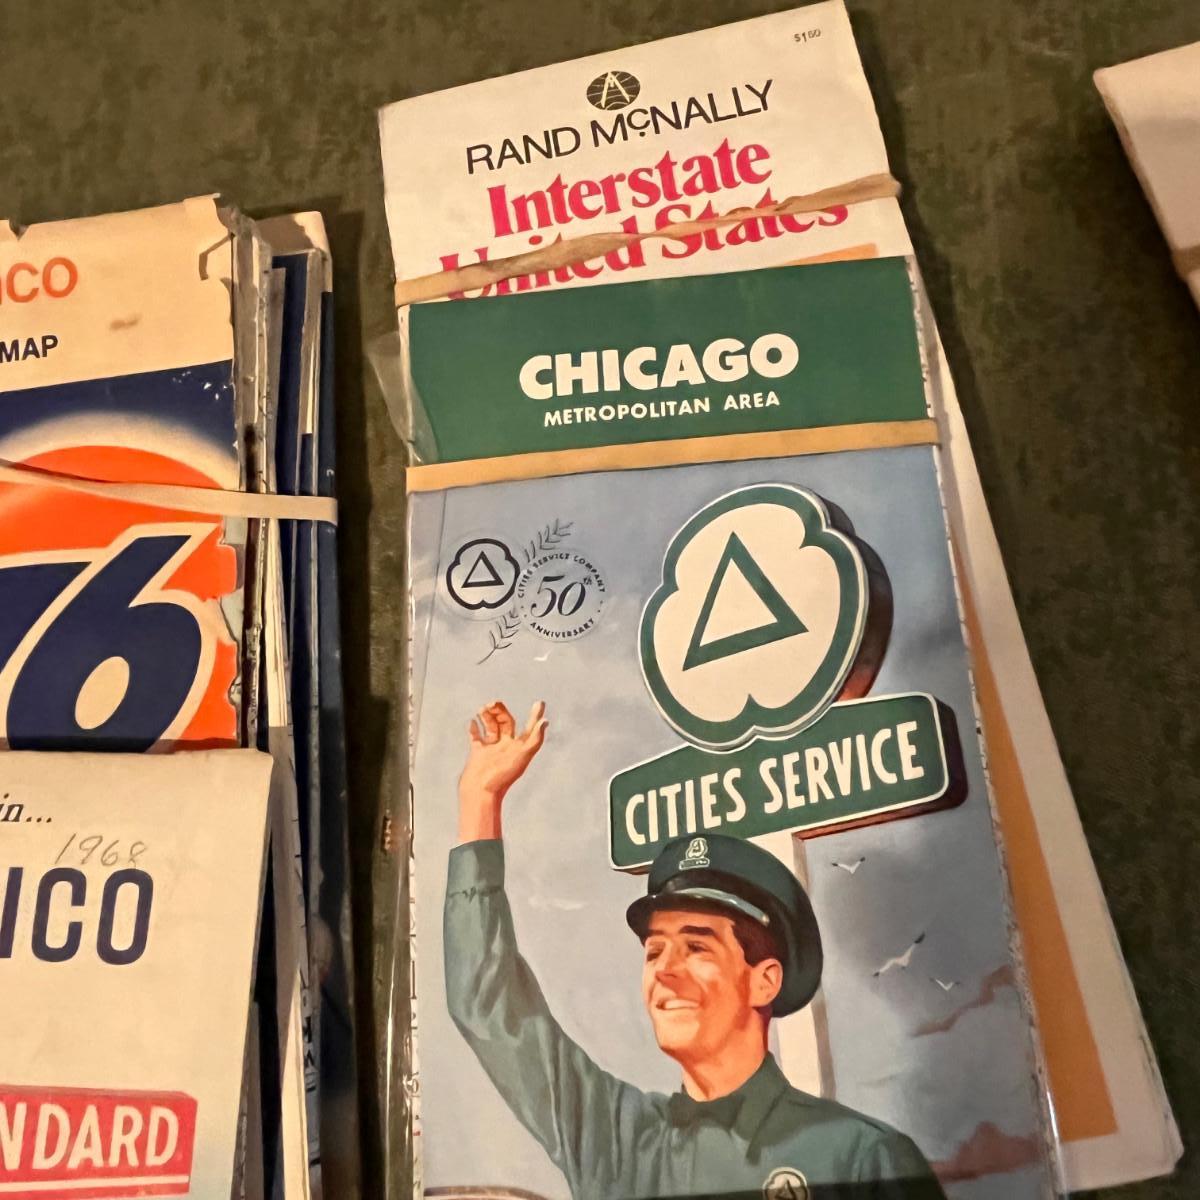 $1.50
RAND McNALLY
Interstate
United States
CHICAGO
METROPOLITAN AREA
CITIES SERVICE COMPANY
50th
ANNIVERSARY
CITIES SERVICE
ICO
MAP
76
in...
1968
ICO
NDARD